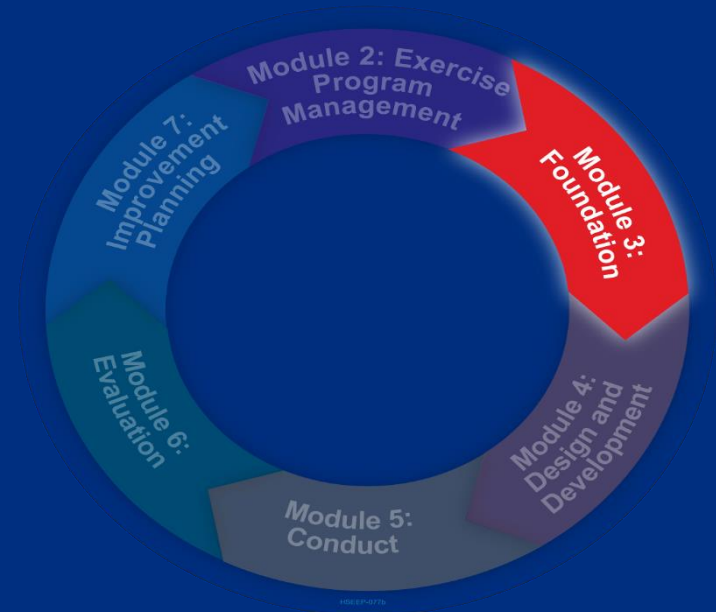 Module 2: Exercise
Program
Management
Module 3:
Foundation
Module 4:
Design and
Development
Module 5:
Conduct
Module 6:
Evaluation
Module 7:
Improvement
Planning